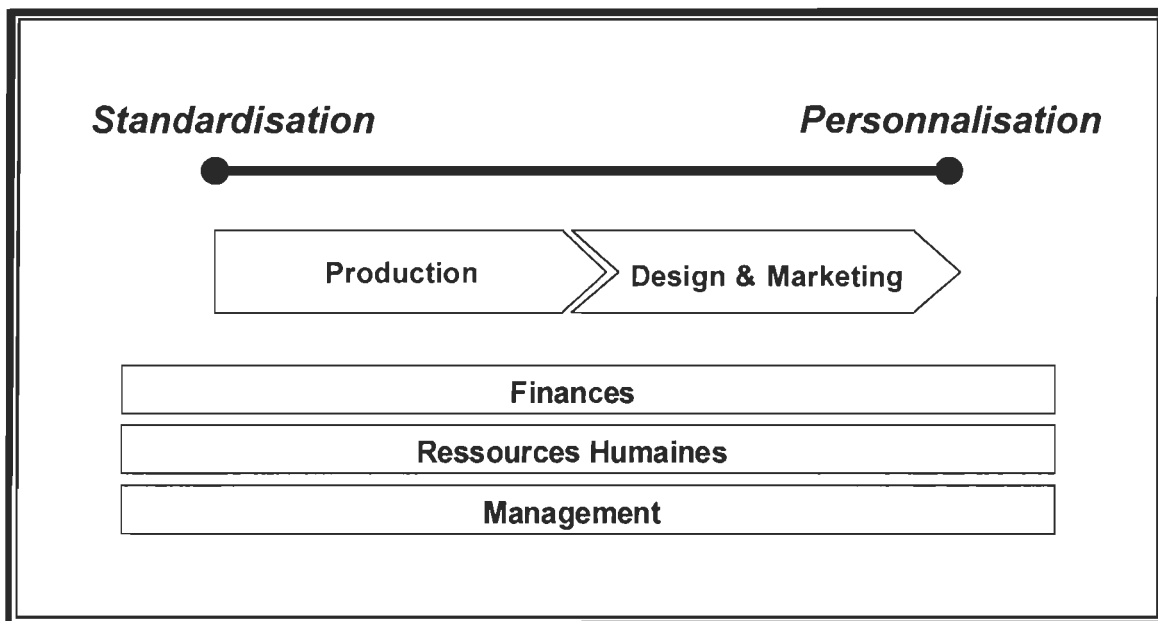 Standardisation Personnalisation
Production Design & Marketing
Finances
Ressources Humaines
Management